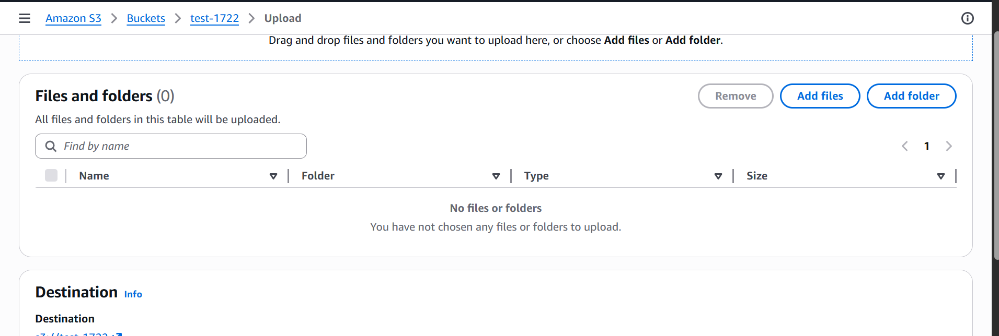 Amazon S3 > Buckets > test-1722 > Upload
Drag and drop files and folders you want to upload here, or choose Add files or Add folder.
Files and folders (0)
Remove
Add files
Add folder
All files and folders in this table will be uploaded.
Find by name
1
Name Folder Type Size
No files or folders
You have not chosen any files or folders to upload.
Destination Info
Destination
s3://test-1722